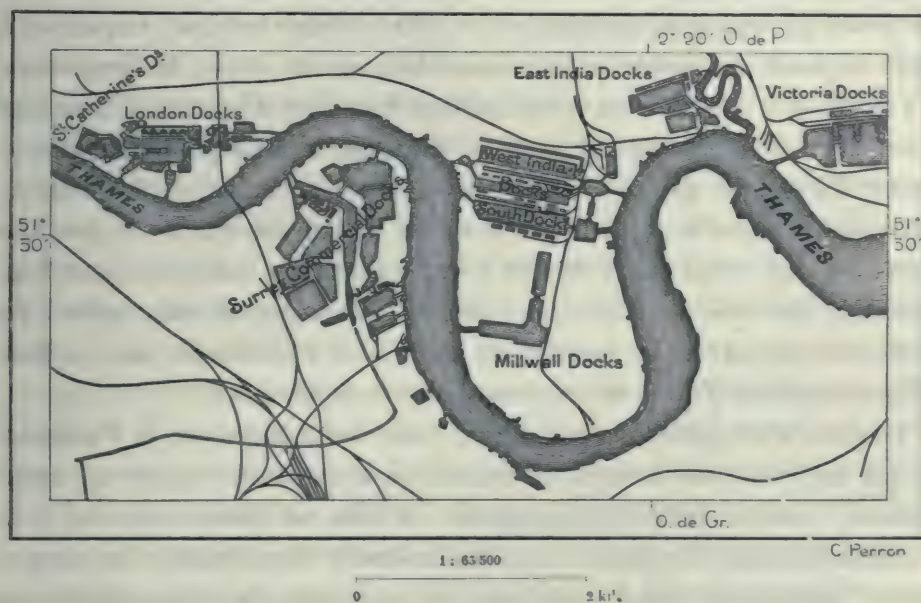 2° 20' O de P
East India Docks
Victoria Docks
St Catherine's Ds
London Docks
THAMES
West India
Docks
South Dock
THAMES
51°
30'
51°
30'
Surrey Commercial Docks
Millwall Docks
O. de Gr.
C Perron
1 : 63 500
0 2 kil.